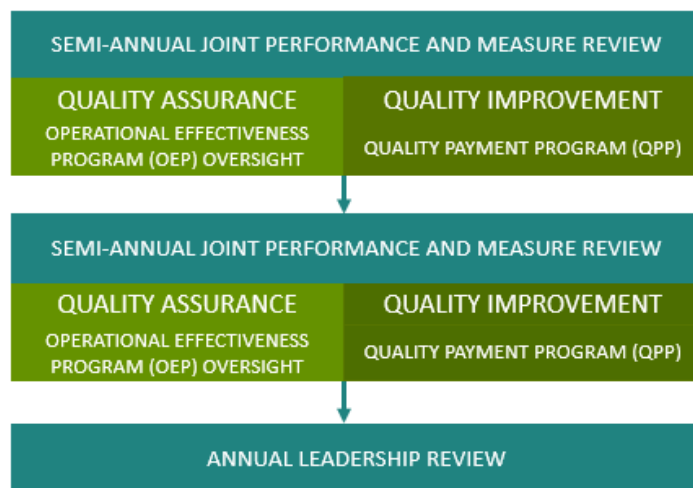 SEMI-ANNUAL JOINT PERFORMANCE AND MEASURE REVIEW
QUALITY ASSURANCE
OPERATIONAL EFFECTIVENESS
PROGRAM (OEP) OVERSIGHT
QUALITY IMPROVEMENT
QUALITY PAYMENT PROGRAM (QPP)
SEMI-ANNUAL JOINT PERFORMANCE AND MEASURE REVIEW
QUALITY ASSURANCE
OPERATIONAL EFFECTIVENESS
PROGRAM (OEP) OVERSIGHT
QUALITY IMPROVEMENT
QUALITY PAYMENT PROGRAM (QPP)
ANNUAL LEADERSHIP REVIEW